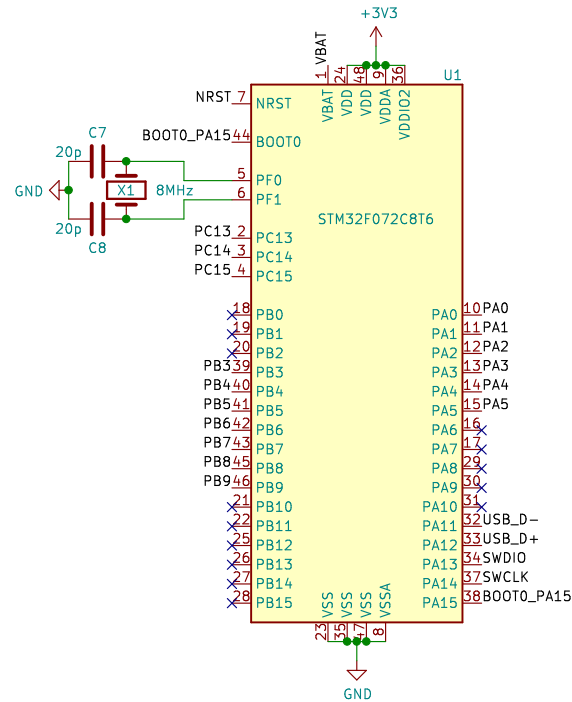 +3V3
VBAT
1 24 48 9 36
U1
VBAT VDD VDD VDDA VDDIO2
NRST 7 NRST
BOOT0_PA15 44 BOOT0
C7
20p
5 PF0
GND
X1 8MHz
6 PF1
20p
C8
STM32F072C8T6
PC13 2 PC13
PC14 3 PC14
PC15 4 PC15
18 PB0 PA0 10 PA0
19 PB1 PA1 11 PA1
20 PB2 PA2 12 PA2
PB3 39 PB3 PA3 13 PA3
PB4 40 PB4 PA4 14 PA4
PB5 41 PB5 PA5 15 PA5
PB6 42 PB6 PA6 16
PB7 43 PB7 PA7 17
PB8 45 PB8 PA8 29
PB9 46 PB9 PA9 30
21 PB10 PA10 31
22 PB11 PA11 32 USB_D-
25 PB12 PA12 33 USB_D+
26 PB13 PA13 34 SWDIO
27 PB14 PA14 37 SWCLK
28 PB15 PA15 38 BOOT0_PA15
VSS VSS VSS VSSA
23 35 47 8
GND